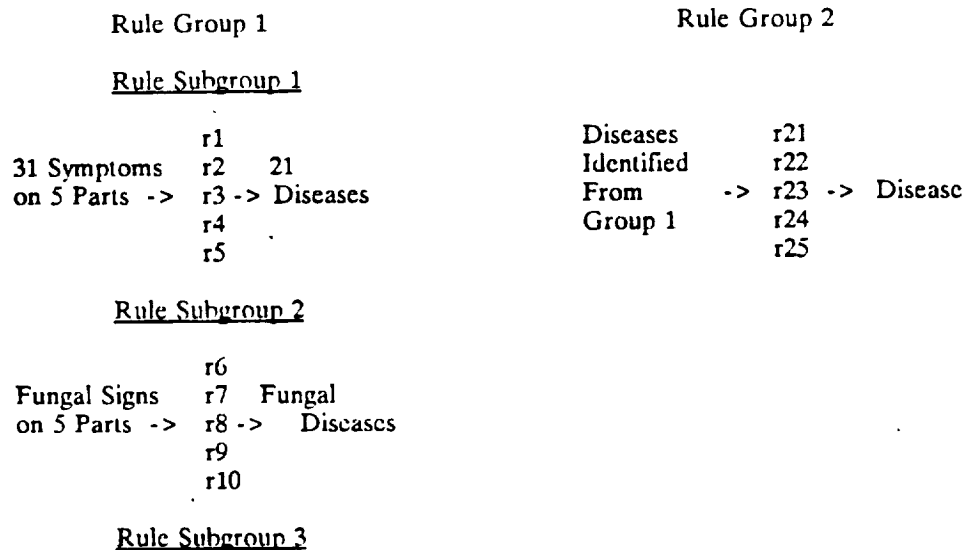 Rule Group 1
Rule Subgroup 1
r1
31 Symptoms r2 21
on 5 Parts -> r3 -> Diseases
r4
r5
Rule Subgroup 2
r6
Fungal Signs r7 Fungal
on 5 Parts -> r8 -> Diseases
r9
r10
Rule Subgroup 3
Rule Group 2
Diseases r21
Identified r22
From -> r23 -> Disease
Group 1 r24
r25